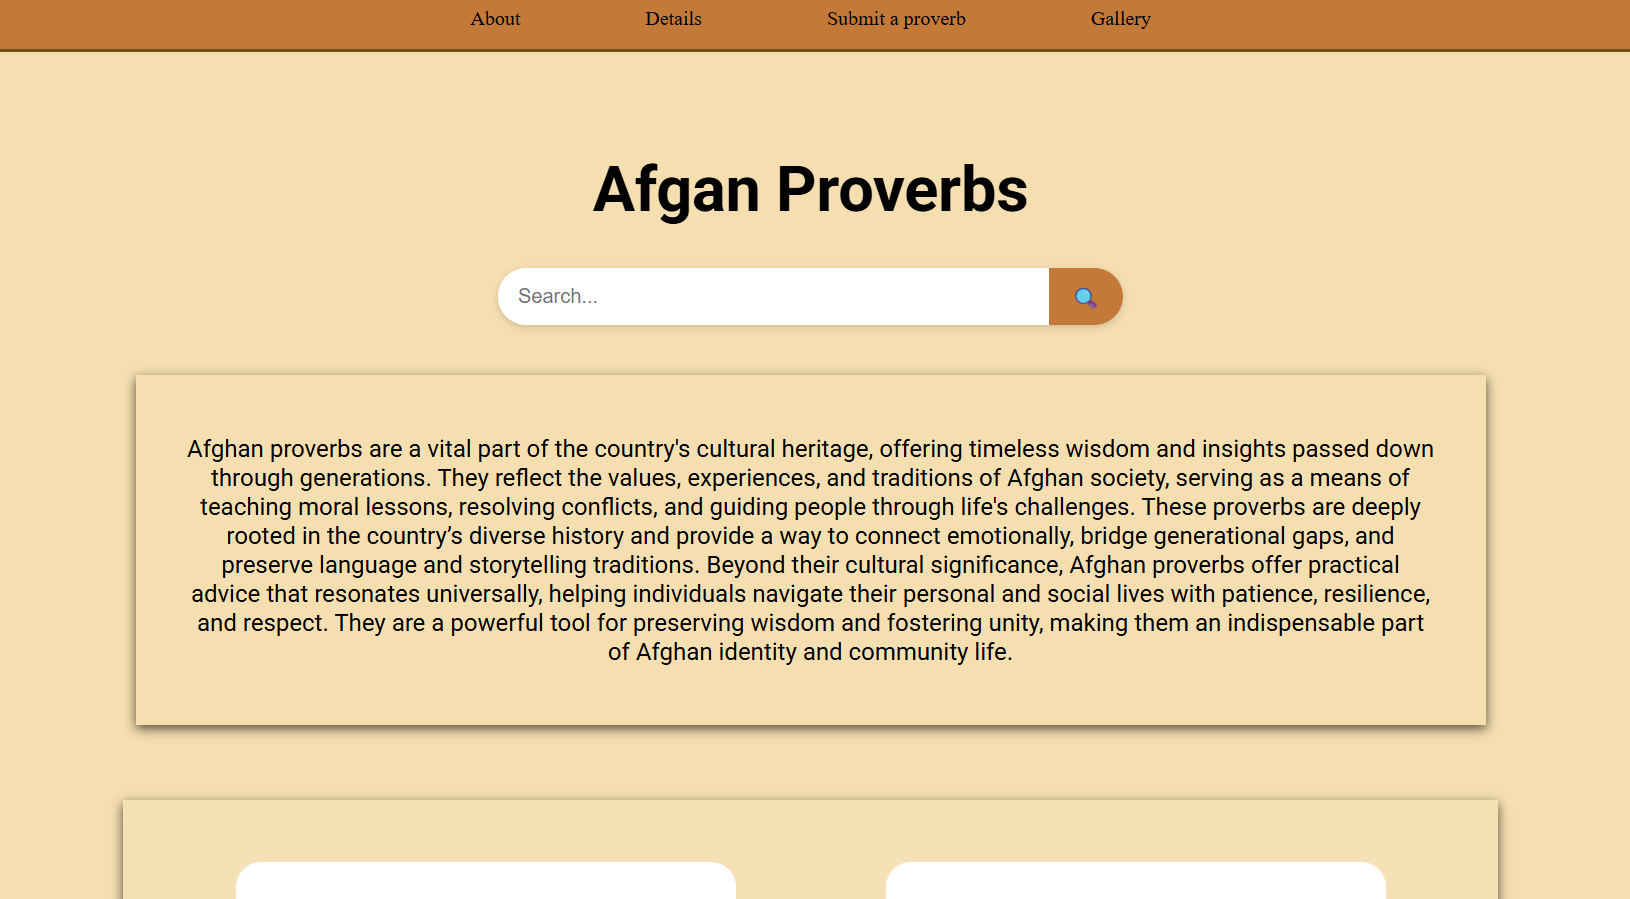 About
Details
Submit a proverb
Gallery
Afgan Proverbs
Search...
Afghan proverbs are a vital part of the country's cultural heritage, offering timeless wisdom and insights passed down
through generations. They reflect the values, experiences, and traditions of Afghan society, serving as a means of
teaching moral lessons, resolving conflicts, and guiding people through life's challenges. These proverbs are deeply
rooted in the country’s diverse history and provide a way to connect emotionally, bridge generational gaps, and
preserve language and storytelling traditions. Beyond their cultural significance, Afghan proverbs offer practical
advice that resonates universally, helping individuals navigate their personal and social lives with patience, resilience,
and respect. They are a powerful tool for preserving wisdom and fostering unity, making them an indispensable part
of Afghan identity and community life.